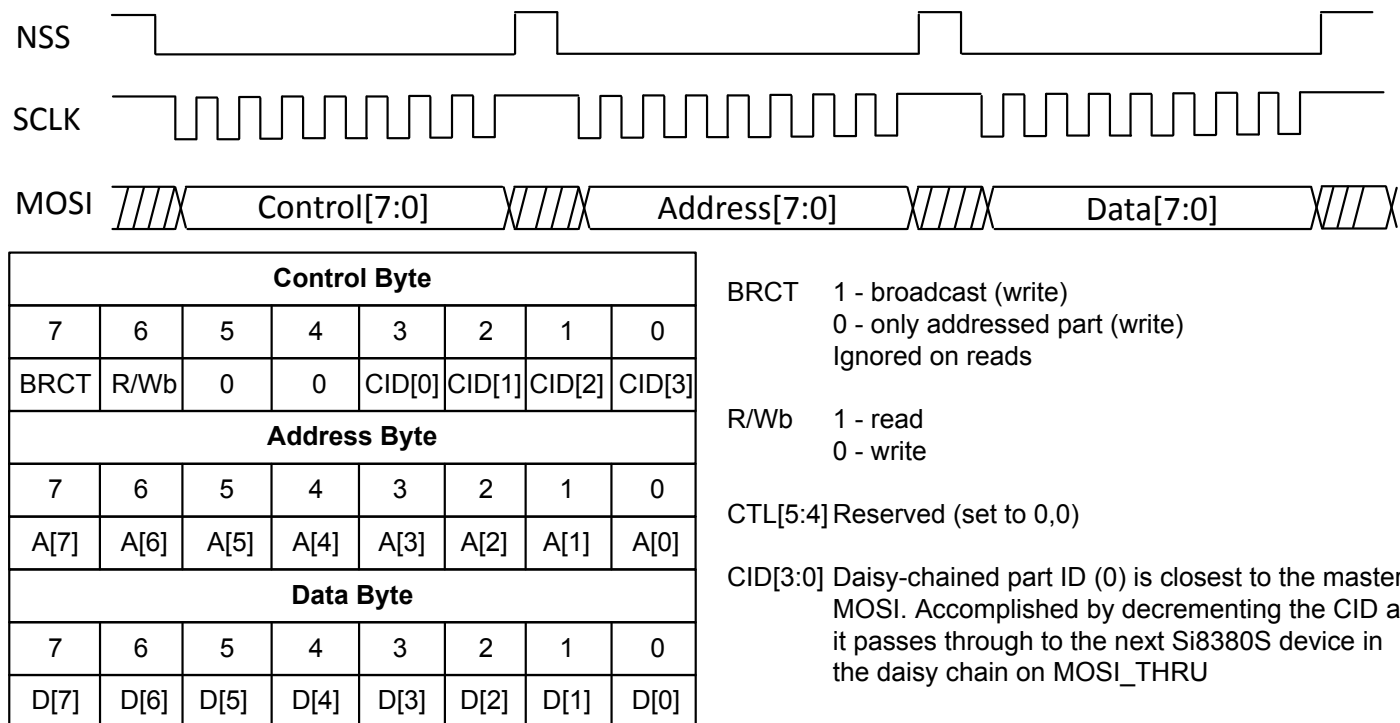 NSS
SCLK
MOSI Control[7:0] Address[7:0] Data[7:0]
Control Byte
7 6 5 4 3 2 1 0
BRCT R/Wb 0 0 CID[0] CID[1] CID[2] CID[3]
Address Byte
7 6 5 4 3 2 1 0
A[7] A[6] A[5] A[4] A[3] A[2] A[1] A[0]
Data Byte
7 6 5 4 3 2 1 0
D[7] D[6] D[5] D[4] D[3] D[2] D[1] D[0]
BRCT 1 - broadcast (write)
0 - only addressed part (write)
Ignored on reads
R/Wb 1 - read
0 - write
CTL[5:4] Reserved (set to 0,0)
CID[3:0] Daisy-chained part ID (0) is closest to the master
MOSI. Accomplished by decrementing the CID a
it passes through to the next Si8380S device in
the daisy chain on MOSI_THRU